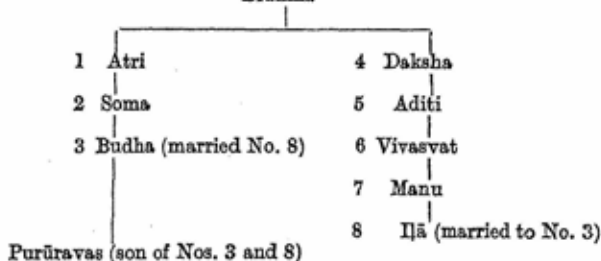 1 Atri 4 Daksha
2 Soma 5 Aditi
3 Budha (married No. 8) 6 Vivasvat
7 Manu
8 Iḷā (married to No. 3)
Purūravas (son of Nos. 3 and 8)